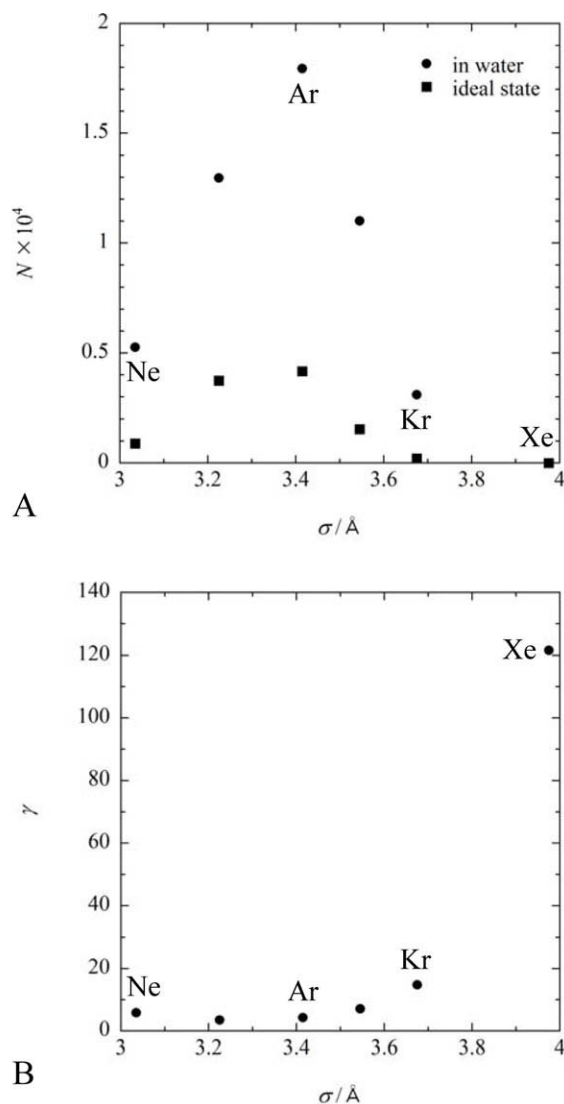 2
in water
ideal state
Ar
1.5
1
N × 10⁴
0.5
Ne
Kr
Xe
0
3 3.2 3.4 3.6 3.8 4
A
σ/Å
140
120
Xe
100
80
γ
60
40
20
Ne
Ar
Kr
0
3 3.2 3.4 3.6 3.8 4
B
σ/Å